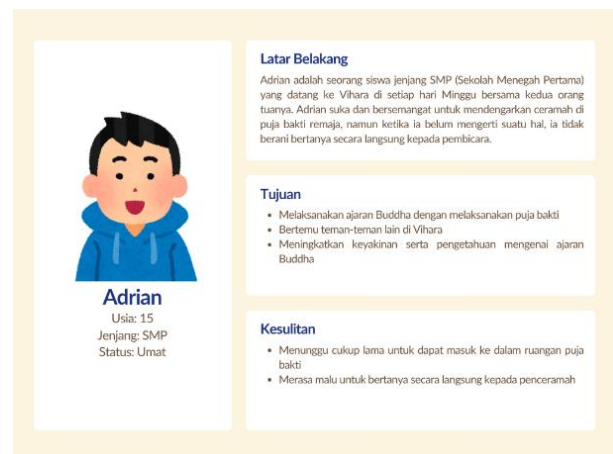 Adrian
Usia: 15
Jenjang: SMP
Status: Umat
Latar Belakang
Adrian adalah seorang siswa jenjang SMP (Sekolah Menegah Pertama)
yang datang ke Vihara di setiap hari Minggu bersama kedua orang
tuanya. Adrian suka dan bersemangat untuk mendengarkan ceramah di
puja bakti remaja, namun ketika ia belum mengerti suatu hal, ia tidak
berani bertanya secara langsung kepada pembicara.
Tujuan
• Melaksanakan ajaran Buddha dengan melaksanakan puja bakti
• Bertemu teman-teman lain di Vihara
• Meningkatkan keyakinan serta pengetahuan mengenai ajaran
Buddha
Kesulitan
• Menunggu cukup lama untuk dapat masuk ke dalam ruangan puja
bakti
• Merasa malu untuk bertanya secara langsung kepada penceramah